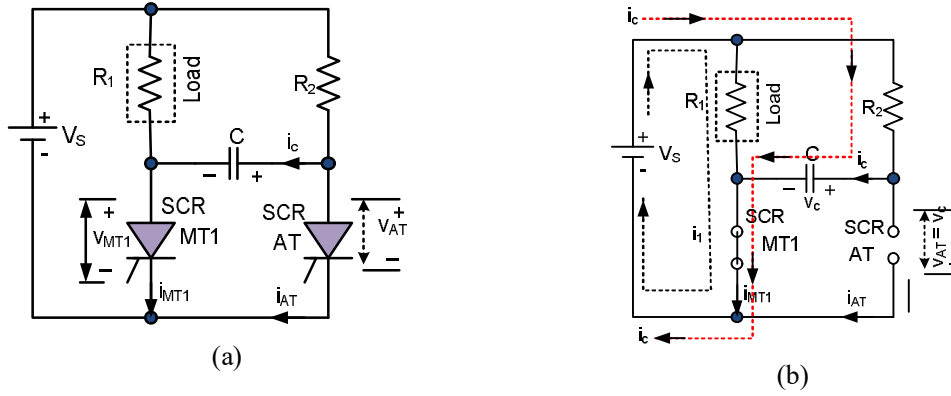 R1
Load
R2
+
VS
-
C
ic
-
+
+
vMT1
-
SCR
MT1
SCR
AT
+
vAT
-
iMT1
iAT
(a)
ic
R1
Load
R2
+
VS
-
C
ic
-
+
vc
i1
SCR
MT1
SCR
AT
vAT = vc
iMT1
iAT
ic
(b)